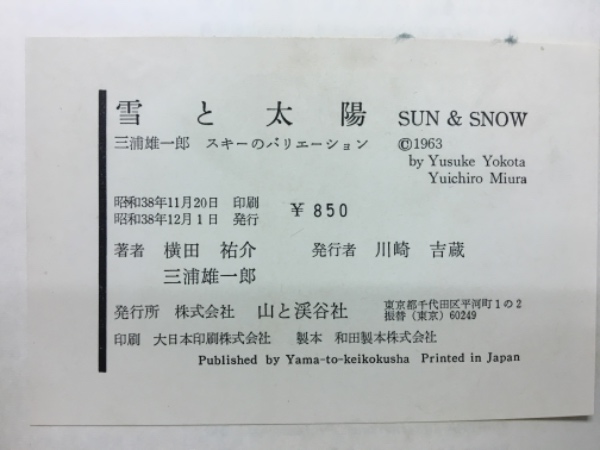 雪と太陽 SUN & SNOW
三浦雄一郎 スキーのバリエーション ©1963
by Yusuke Yokota
Yuichiro Miura
昭和38年11月20日 印刷
昭和38年12月1日 発行
¥850
著者 横田 祐介 発行者 川崎 吉蔵
三浦雄一郎
発行所 株式会社 山と渓谷社 東京都千代田区平河町1の2
振替(東京)60249
印刷 大日本印刷株式会社 製本 和田製本株式会社
Published by Yama-to-keikokusha Printed in Japan